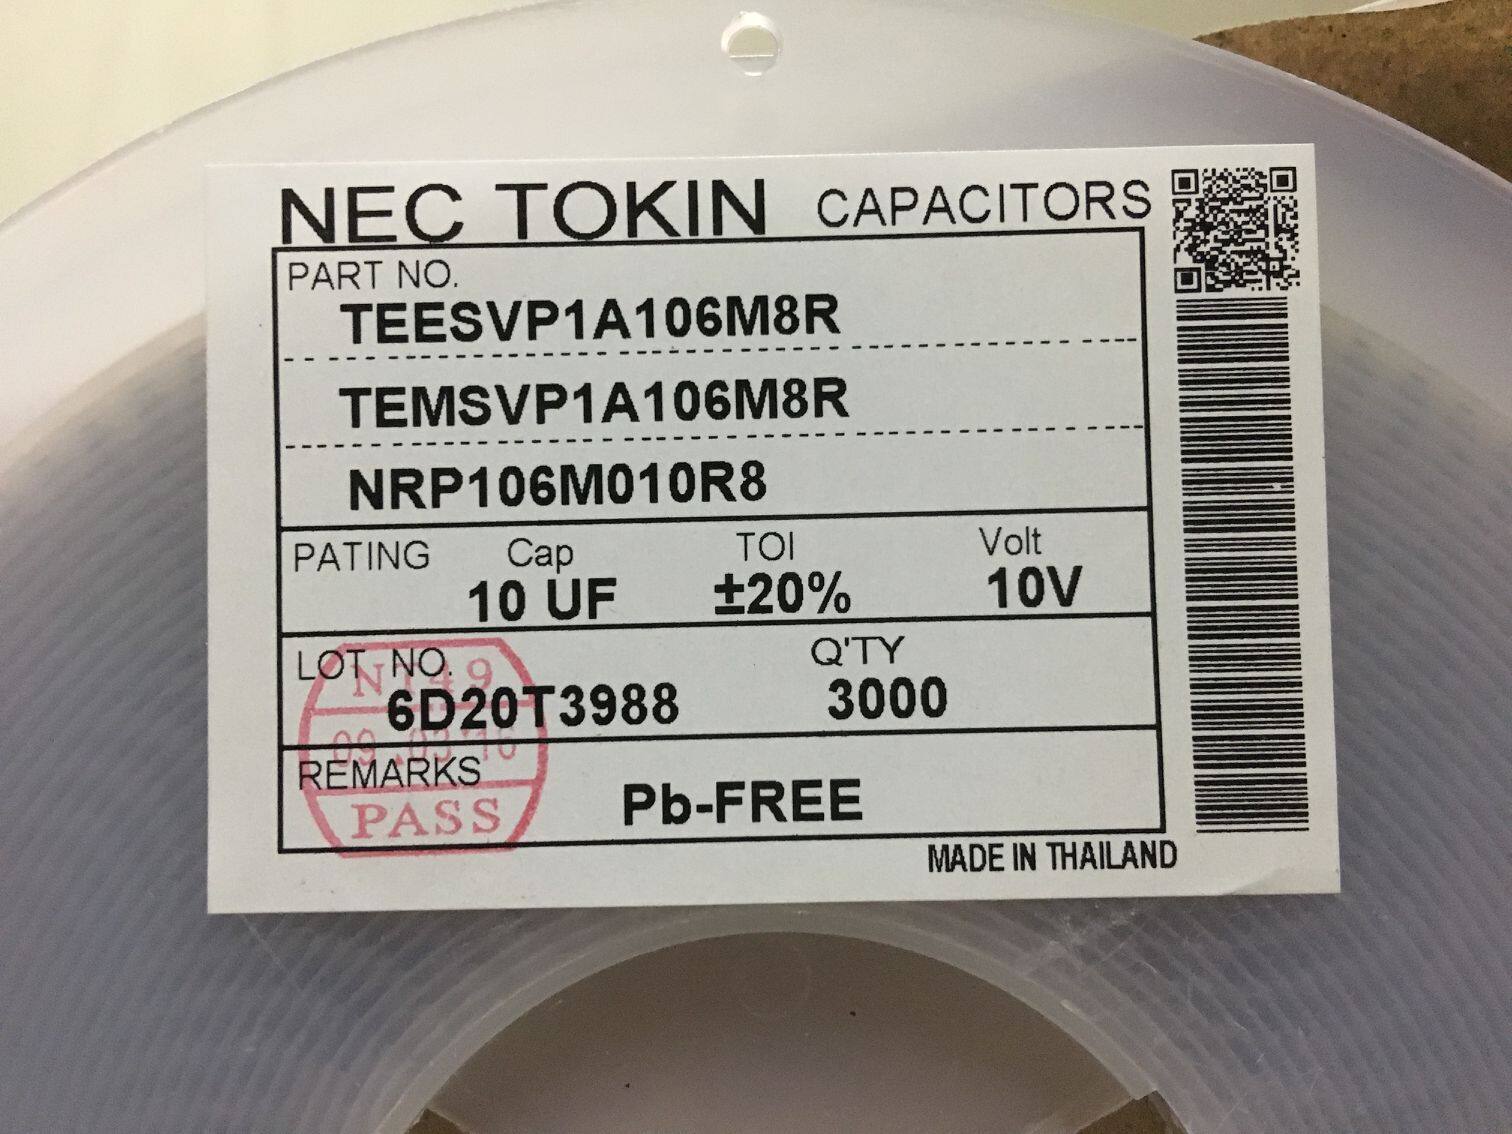 NEC TOKIN CAPACITORS
PART NO.
TEESVP1A106M8R
TEMSVP1A106M8R
NRP106M010R8
PATING Cap TOI Volt
10 UF ±20% 10V
LOT NO. Q'TY
6D20T3988 3000
REMARKS
Pb-FREE
PASS
MADE IN THAILAND